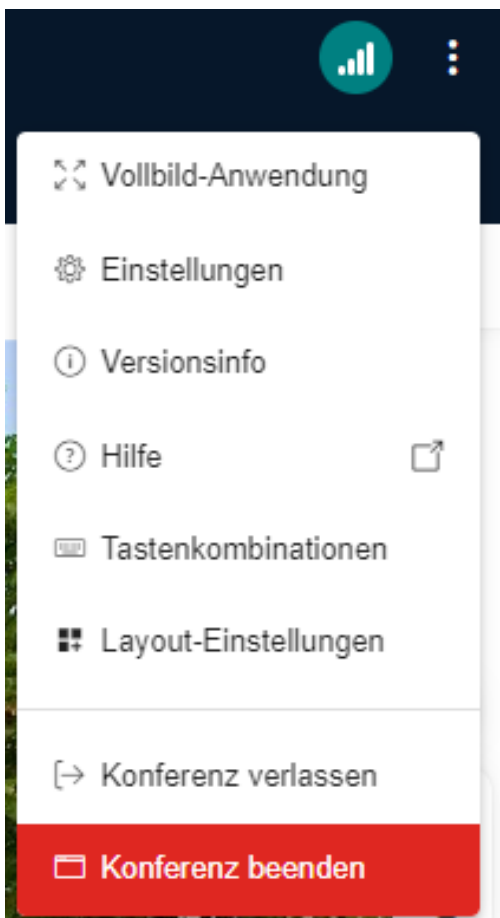 Vollbild-Anwendung
Einstellungen
Versionsinfo
Hilfe
Tastenkombinationen
Layout-Einstellungen
Konferenz verlassen
Konferenz beenden